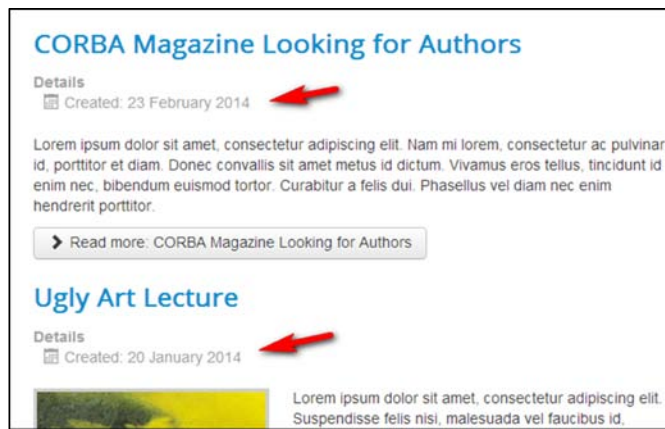 CORBA Magazine Looking for Authors
Details
Created: 23 February 2014
Lorem ipsum dolor sit amet, consectetur adipiscing elit. Nam mi lorem, consectetur ac pulvinar
id, porttitor et diam. Donec convallis sit amet metus id dictum. Vivamus eros tellus, tincidunt id
enim nec, bibendum euismod tortor. Curabitur a felis dui. Phasellus vel diam nec enim
hendrerit porttitor.
Read more: CORBA Magazine Looking for Authors
Ugly Art Lecture
Details
Created: 20 January 2014
Lorem ipsum dolor sit amet, consectetur adipiscing elit.
Suspendisse felis nisi, malesuada vel faucibus id,